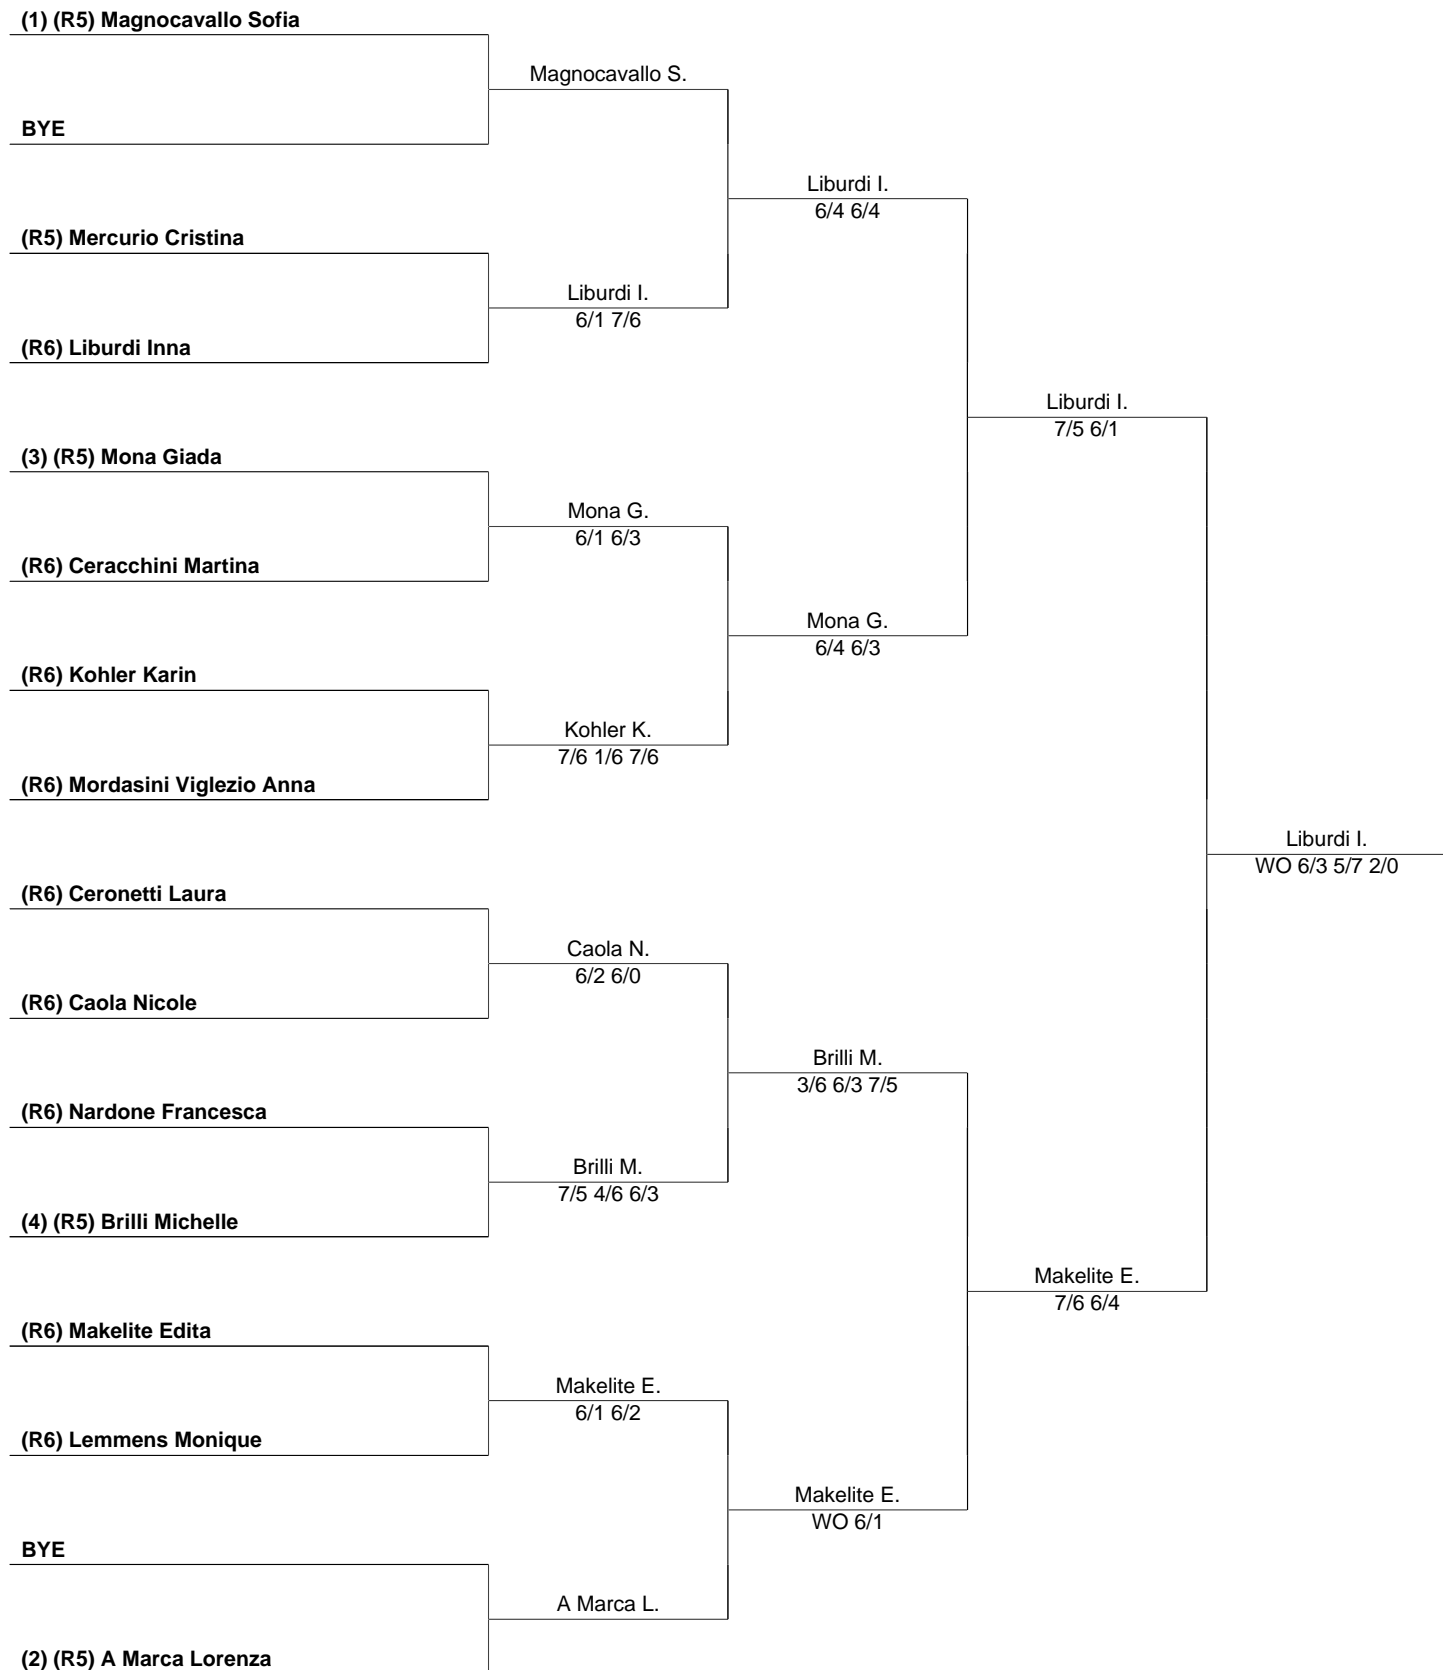 (1) (R5) Magnocavallo Sofia
Magnocavallo S.
BYE
Liburdi I.
6/4 6/4
(R5) Mercurio Cristina
Liburdi I.
6/1 7/6
(R6) Liburdi Inna
Liburdi I.
7/5 6/1
(3) (R5) Mona Giada
Mona G.
6/1 6/3
(R6) Ceracchini Martina
Mona G.
6/4 6/3
(R6) Kohler Karin
Kohler K.
7/6 1/6 7/6
(R6) Mordasini Viglezio Anna
Liburdi I.
WO 6/3 5/7 2/0
(R6) Ceronetti Laura
Caola N.
6/2 6/0
(R6) Caola Nicole
Brilli M.
3/6 6/3 7/5
(R6) Nardone Francesca
Brilli M.
7/5 4/6 6/3
(4) (R5) Brilli Michelle
Makelite E.
7/6 6/4
(R6) Makelite Edita
Makelite E.
6/1 6/2
(R6) Lemmens Monique
Makelite E.
WO 6/1
BYE
A Marca L.
(2) (R5) A Marca Lorenza